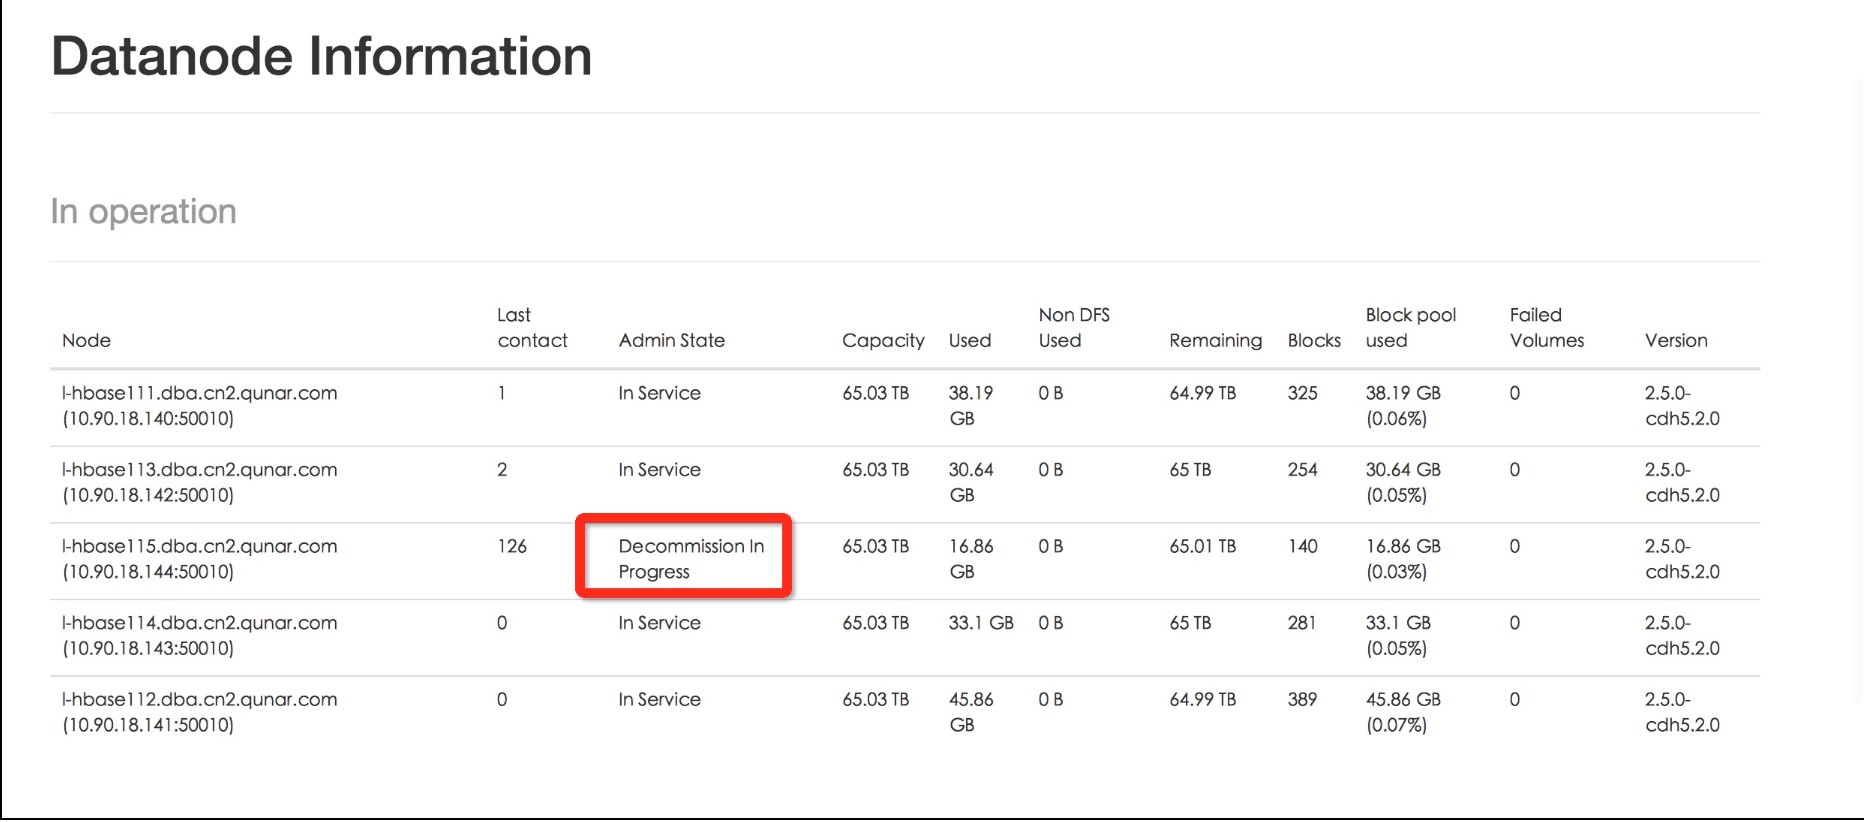 Datanode Information
In operation
Node Last contact Admin State Capacity Used Non DFS Used Remaining Blocks Block pool used Failed Volumes Version
l-hbase111.dba.cn2.qunar.com (10.90.18.140:50010) 1 In Service 65.03 TB 38.19 GB 0 B 64.99 TB 325 38.19 GB (0.06%) 0 2.5.0-cdh5.2.0
l-hbase113.dba.cn2.qunar.com (10.90.18.142:50010) 2 In Service 65.03 TB 30.64 GB 0 B 65 TB 254 30.64 GB (0.05%) 0 2.5.0-cdh5.2.0
l-hbase115.dba.cn2.qunar.com (10.90.18.144:50010) 126 Decommission In Progress 65.03 TB 16.86 GB 0 B 65.01 TB 140 16.86 GB (0.03%) 0 2.5.0-cdh5.2.0
l-hbase114.dba.cn2.qunar.com (10.90.18.143:50010) 0 In Service 65.03 TB 33.1 GB 0 B 65 TB 281 33.1 GB (0.05%) 0 2.5.0-cdh5.2.0
l-hbase112.dba.cn2.qunar.com (10.90.18.141:50010) 0 In Service 65.03 TB 45.86 GB 0 B 64.99 TB 389 45.86 GB (0.07%) 0 2.5.0-cdh5.2.0